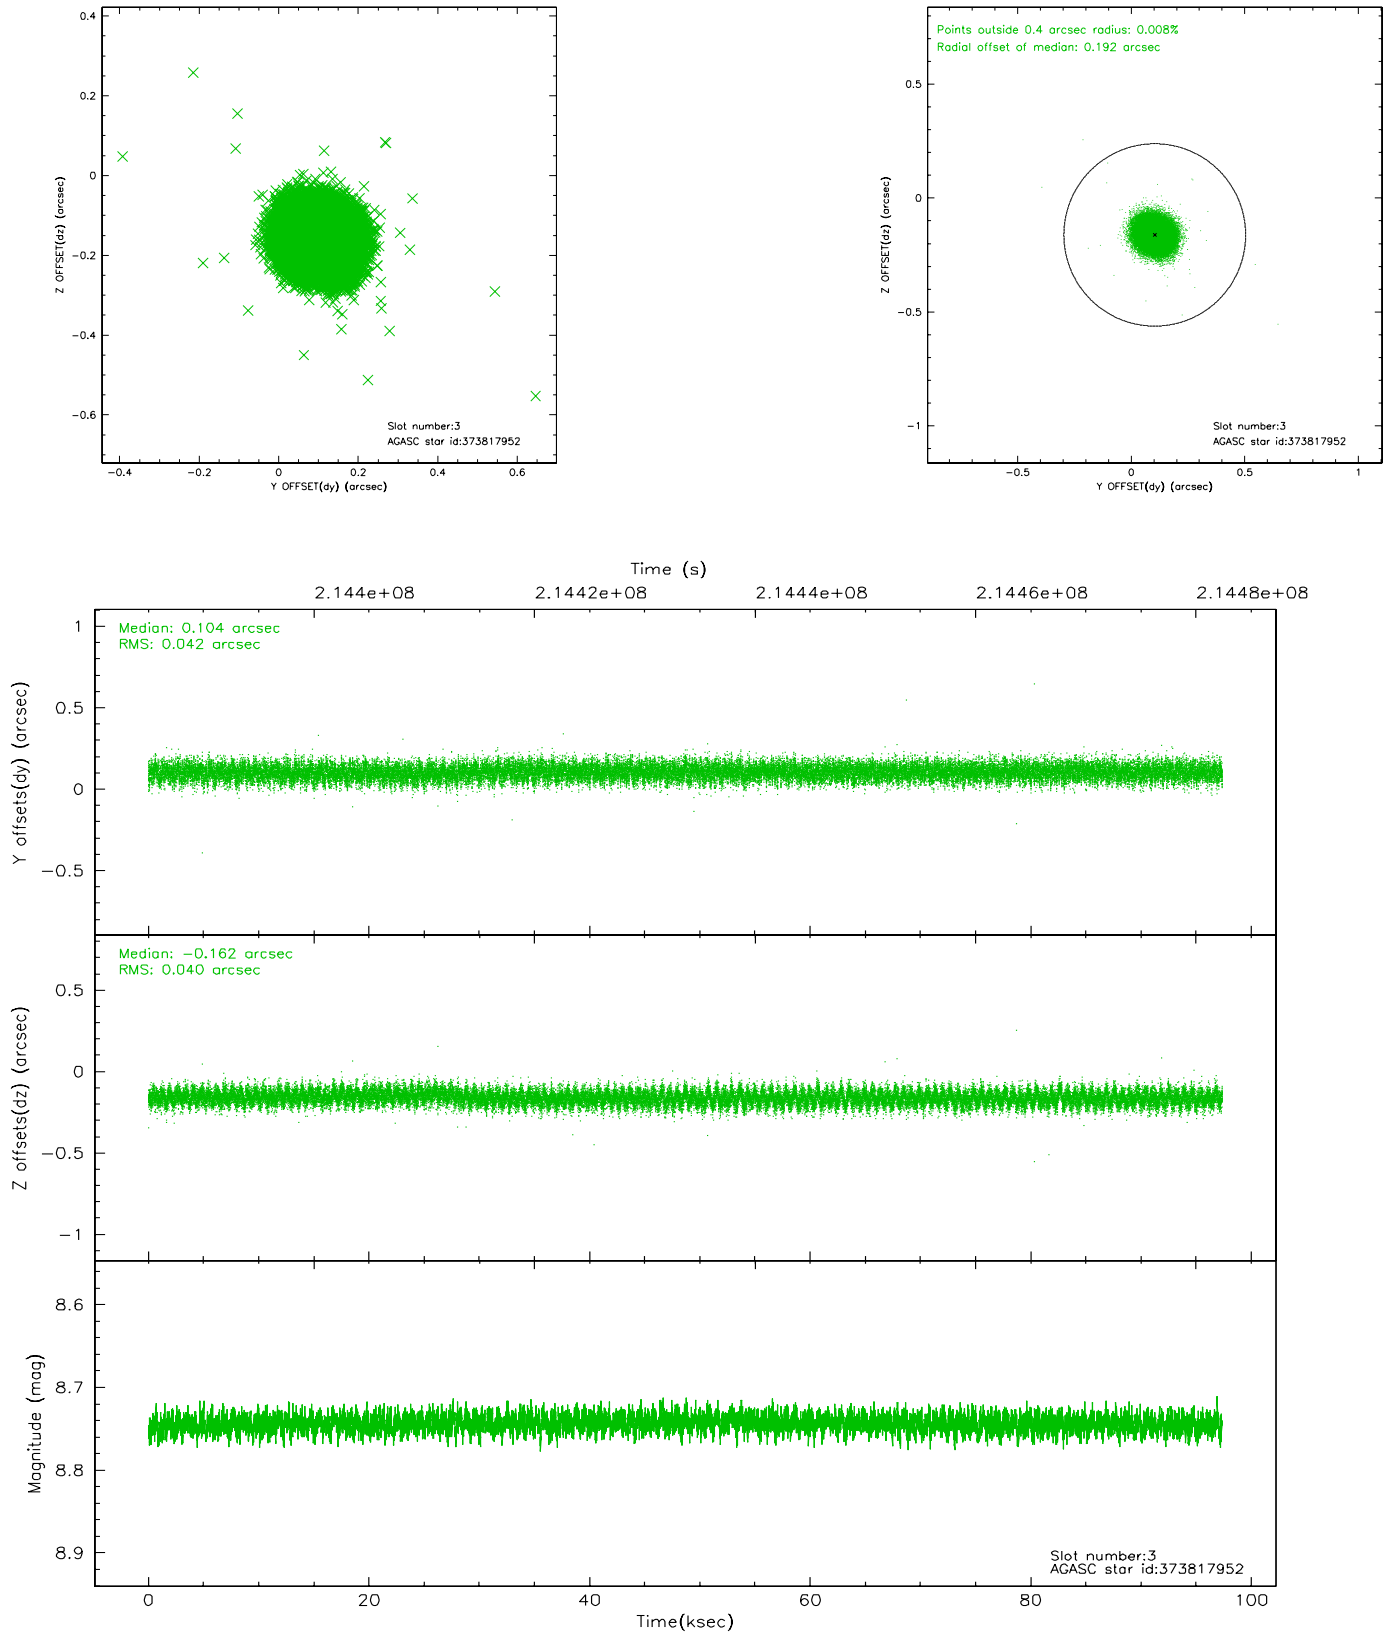 0.4
0.2
0
-0.2
-0.4
-0.6
Z OFFSET(dz) (arcsec)
-0.4
-0.2
0
0.2
0.4
0.6
Y OFFSET(dy) (arcsec)
Slot number:3
AGASC star id:373817952
Points outside 0.4 arcsec radius: 0.008%
Radial offset of median: 0.192 arcsec
0.5
0
-0.5
-1
Z OFFSET(dz) (arcsec)
-0.5
0
0.5
1
Y OFFSET(dy) (arcsec)
Slot number:3
AGASC star id:373817952
Time (s)
2.144e+08
2.1442e+08
2.1444e+08
2.1446e+08
2.1448e+08
Median: 0.104 arcsec
RMS: 0.042 arcsec
1
0.5
0
-0.5
Y offsets(dy) (arcsec)
Median: -0.162 arcsec
RMS: 0.040 arcsec
0.5
0
-0.5
-1
Z offsets(dz) (arcsec)
8.6
8.7
8.8
8.9
Magnitude (mag)
Slot number:3
AGASC star id:373817952
0
20
40
60
80
100
Time(ksec)